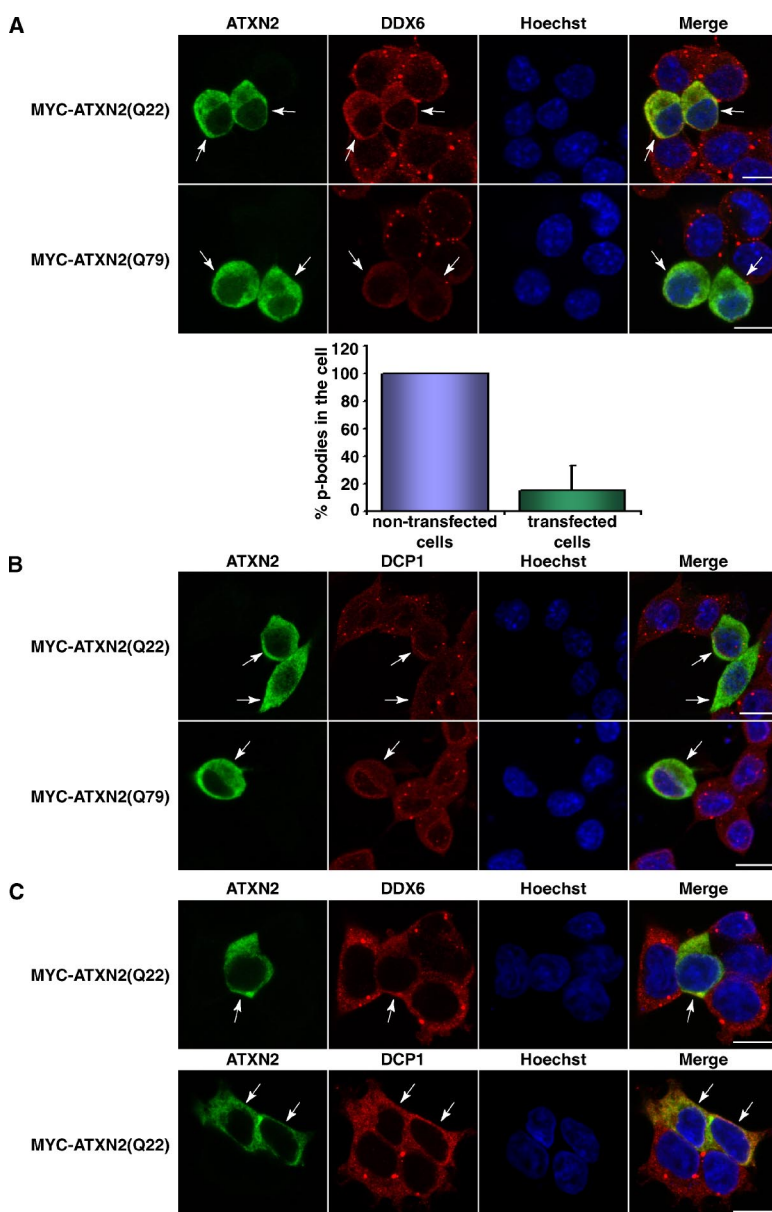 A
ATXN2 DDX6 Hoechst Merge
MYC-ATXN2(Q22)
MYC-ATXN2(Q79)
% p-bodies in the cell
120
100
80
60
40
20
0
non-transfected cells
transfected cells
B
ATXN2 DCP1 Hoechst Merge
MYC-ATXN2(Q22)
MYC-ATXN2(Q79)
C
ATXN2 DDX6 Hoechst Merge
MYC-ATXN2(Q22)
ATXN2 DCP1 Hoechst Merge
MYC-ATXN2(Q22)